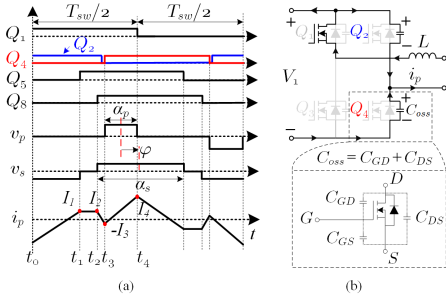 T_sw/2 T_sw/2
Q_1
Q_2
Q_4
Q_5
Q_8
α_p
v_p
φ
v_s
α_s
I_1 I_2 I_4
i_p
-I_3
t
t_0 t_1 t_2 t_3 t_4
(a)
+ +
Q_1 Q_2
− L
V_1 i_p
Q_4 +
C_oss
− −
C_oss = C_GD + C_DS
D
C_GD
G C_DS
C_GS
S
(b)